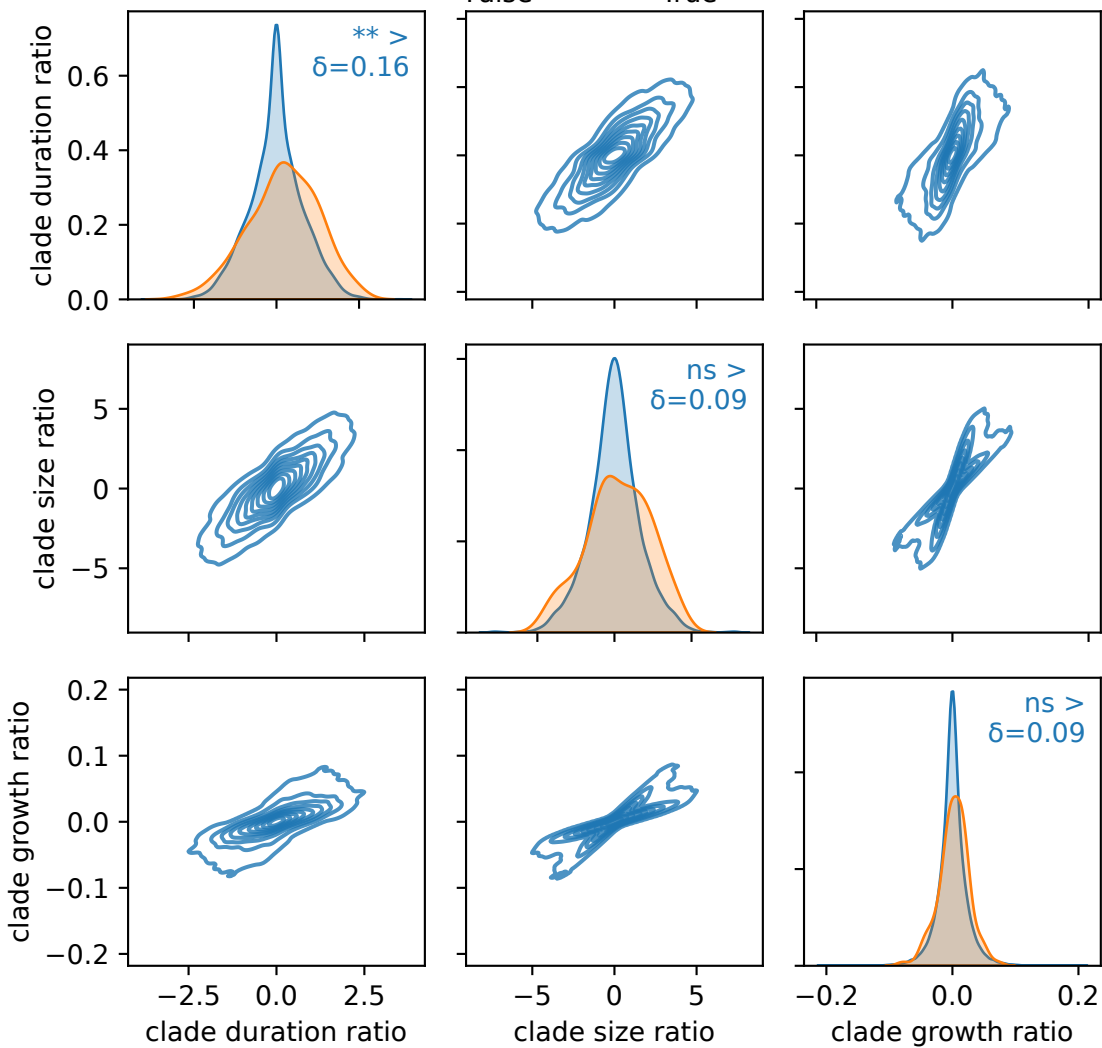 False True
clade duration ratio
0.6
0.4
0.2
0.0
** >
δ=0.16
clade size ratio
5
0
−5
ns >
δ=0.09
clade growth ratio
0.2
0.1
0.0
−0.1
−0.2
ns >
δ=0.09
−2.5 0.0 2.5
−5 0 5
−0.2 0.0 0.2
clade duration ratio
clade size ratio
clade growth ratio